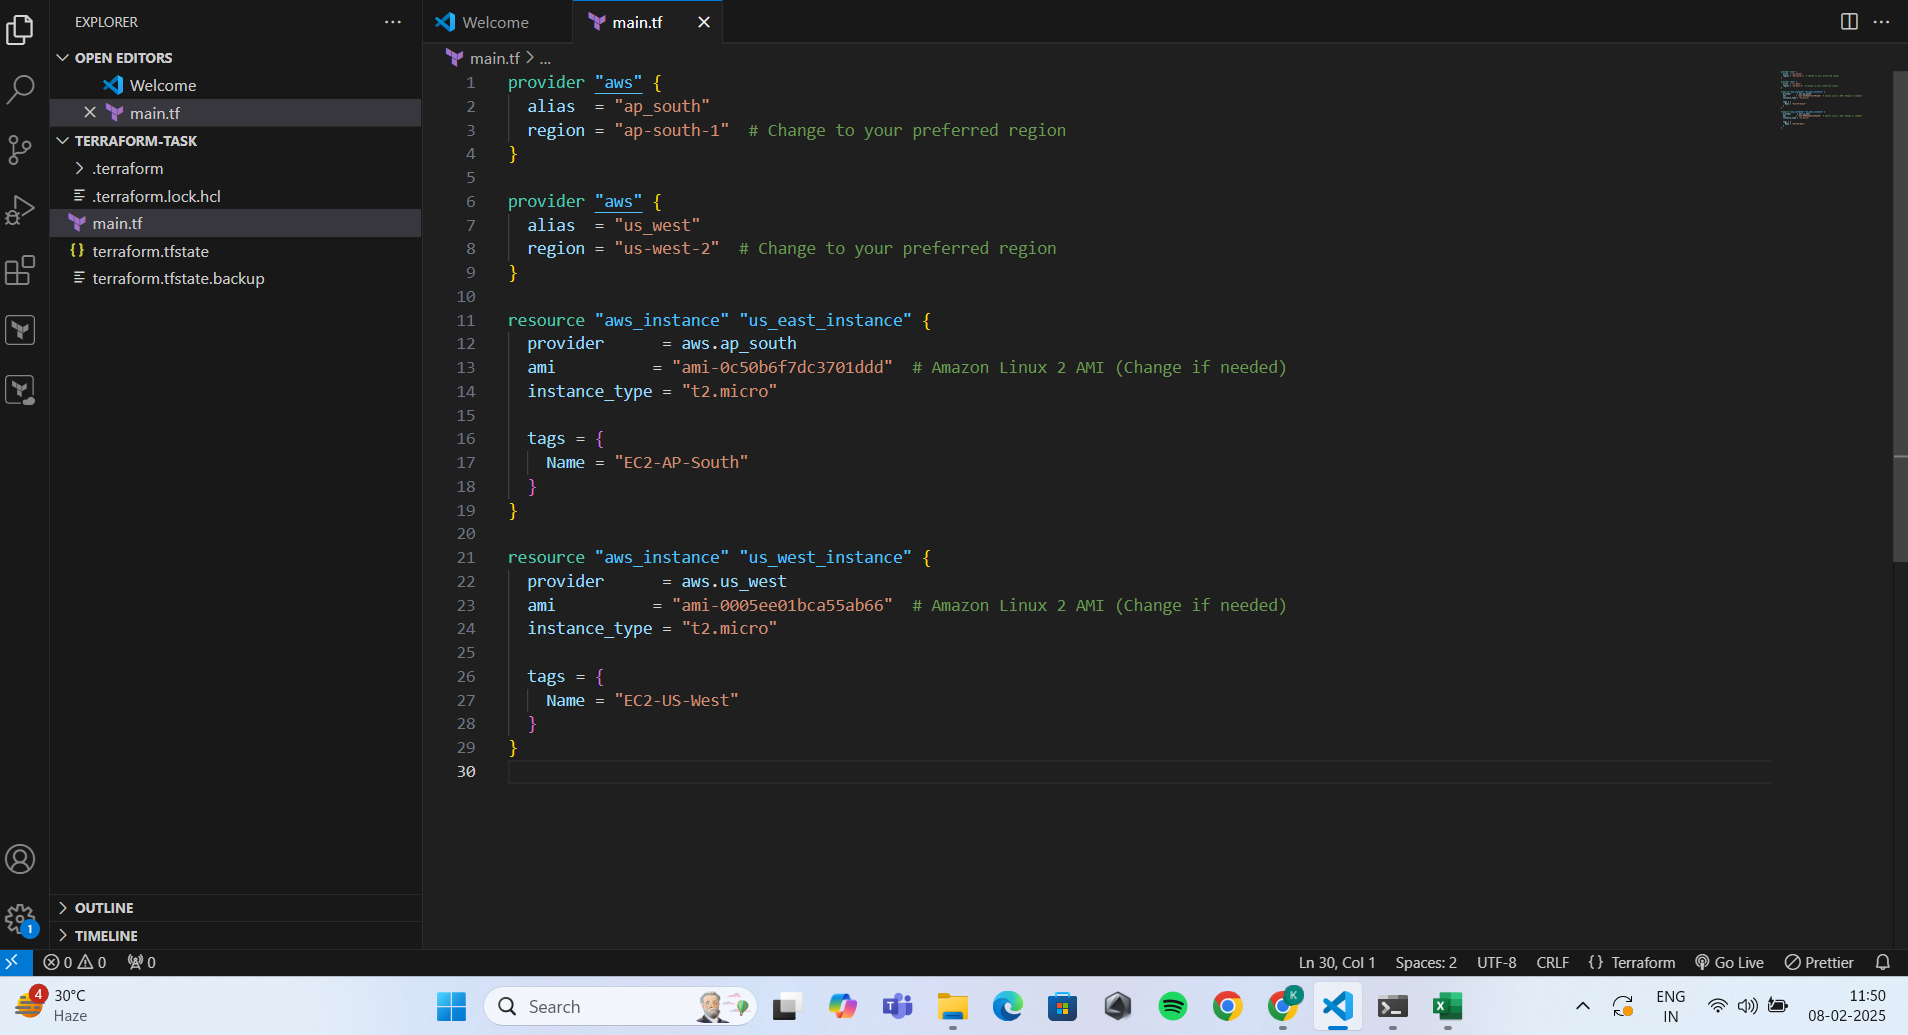 EXPLORER
OPEN EDITORS
Welcome
main.tf
TERRAFORM-TASK
.terraform
.terraform.lock.hcl
main.tf
terraform.tfstate
terraform.tfstate.backup
OUTLINE
TIMELINE
Welcome
main.tf
main.tf > ...
1 provider "aws" {
2 alias = "ap_south"
3 region = "ap-south-1" # Change to your preferred region
4 }
5
6 provider "aws" {
7 alias = "us_west"
8 region = "us-west-2" # Change to your preferred region
9 }
10
11 resource "aws_instance" "us_east_instance" {
12 provider = aws.ap_south
13 ami = "ami-0c50b6f7dc3701ddd" # Amazon Linux 2 AMI (Change if needed)
14 instance_type = "t2.micro"
15
16 tags = {
17 Name = "EC2-AP-South"
18 }
19 }
20
21 resource "aws_instance" "us_west_instance" {
22 provider = aws.us_west
23 ami = "ami-0005ee01bca55ab66" # Amazon Linux 2 AMI (Change if needed)
24 instance_type = "t2.micro"
25
26 tags = {
27 Name = "EC2-US-West"
28 }
29 }
30
1
0 0 0
Ln 30, Col 1 Spaces: 2 UTF-8 CRLF {} Terraform Go Live Prettier
4
30°C
Haze
Search
K
ENG
IN
11:50
08-02-2025